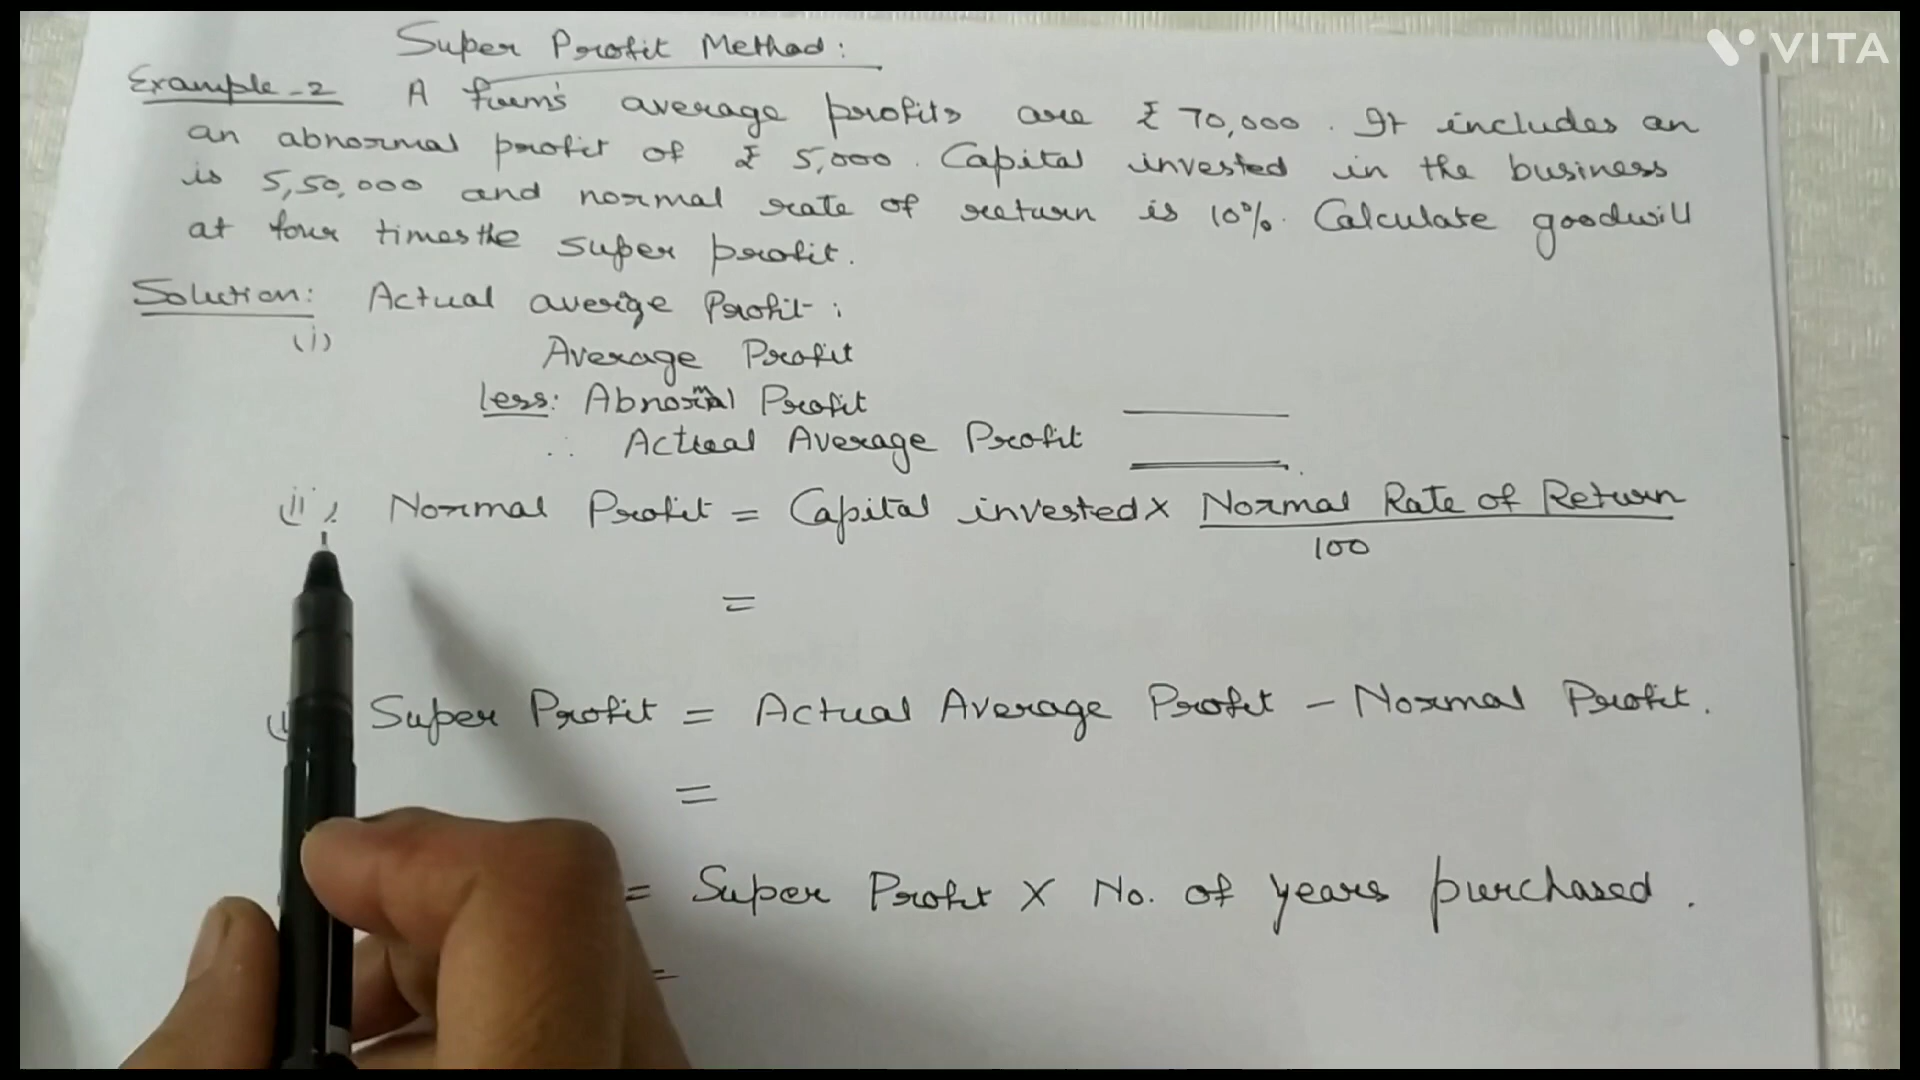 VITA
Super Profit Method:
Example-2 A firm's average profits are ₹ 70,000. It includes an
an abnormal profit of ₹ 5,000. Capital invested in the business
is 5,50,000 and normal rate of return is 10%. Calculate goodwill
at four times the super profit.
Solution: Actual average Profit:
(i)
Average Profit
Less: Abnormal Profit
∴ Actual Average Profit
(ii) Normal Profit = Capital invested x Normal Rate of Return
100
=
Super Profit = Actual Average Profit - Normal Profit.
=
= Super Profit X No. of years purchased.
=